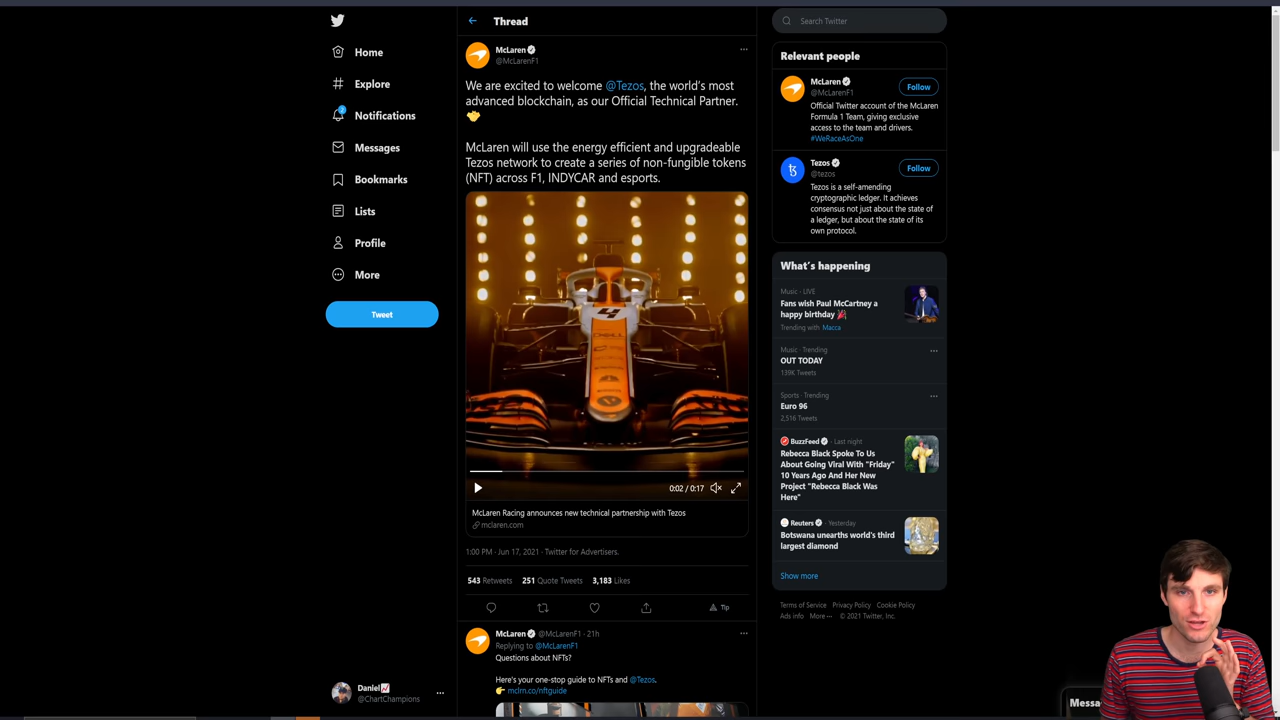 Home
Explore
2
Notifications
Messages
Bookmarks
Lists
Profile
More
Tweet
Daniel
@ChartChampions
Thread
McLaren
@McLarenF1
We are excited to welcome @Tezos, the world's most
advanced blockchain, as our Official Technical Partner.
McLaren will use the energy efficient and upgradeable
Tezos network to create a series of non-fungible tokens
(NFT) across F1, INDYCAR and esports.
4
0:02 / 0:17
McLaren Racing announces new technical partnership with Tezos
mclaren.com
1:00 PM · Jun 17, 2021 · Twitter for Advertisers.
543 Retweets 251 Quote Tweets 3,183 Likes
Tip
McLaren @McLarenF1 · 21h
Replying to @McLarenF1
Questions about NFTs?
Here's your one-stop guide to NFTs and @Tezos.
mclrn.co/nftguide
Search Twitter
Relevant people
McLaren
@McLarenF1
Follow
Official Twitter account of the McLaren
Formula 1 Team, giving exclusive
access to the team and drivers.
#WeRaceAsOne
Tezos
@tezos
Follow
Tezos is a self-amending
cryptographic ledger. It achieves
consensus not just about the state of
a ledger, but about the state of its
own protocol.
What's happening
Music · LIVE
Fans wish Paul McCartney a
happy birthday
Trending with Macca
Music · Trending
OUT TODAY
139K Tweets
Sports · Trending
Euro 96
2,516 Tweets
BuzzFeed · Last night
Rebecca Black Spoke To Us
About Going Viral With "Friday"
10 Years Ago And Her New
Project "Rebecca Black Was
Here"
Reuters · Yesterday
Botswana unearths world's third
largest diamond
Show more
Terms of Service Privacy Policy Cookie Policy
Ads info More © 2021 Twitter, Inc.